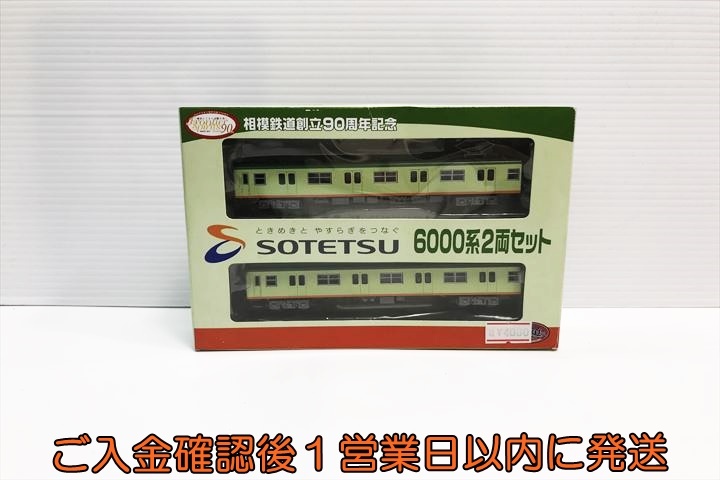 相模鉄道創立90周年記念
ときめきと やすらぎをつなぐ
SOTETSU 6000系2両セット
ご入金確認後１営業日以内に発送